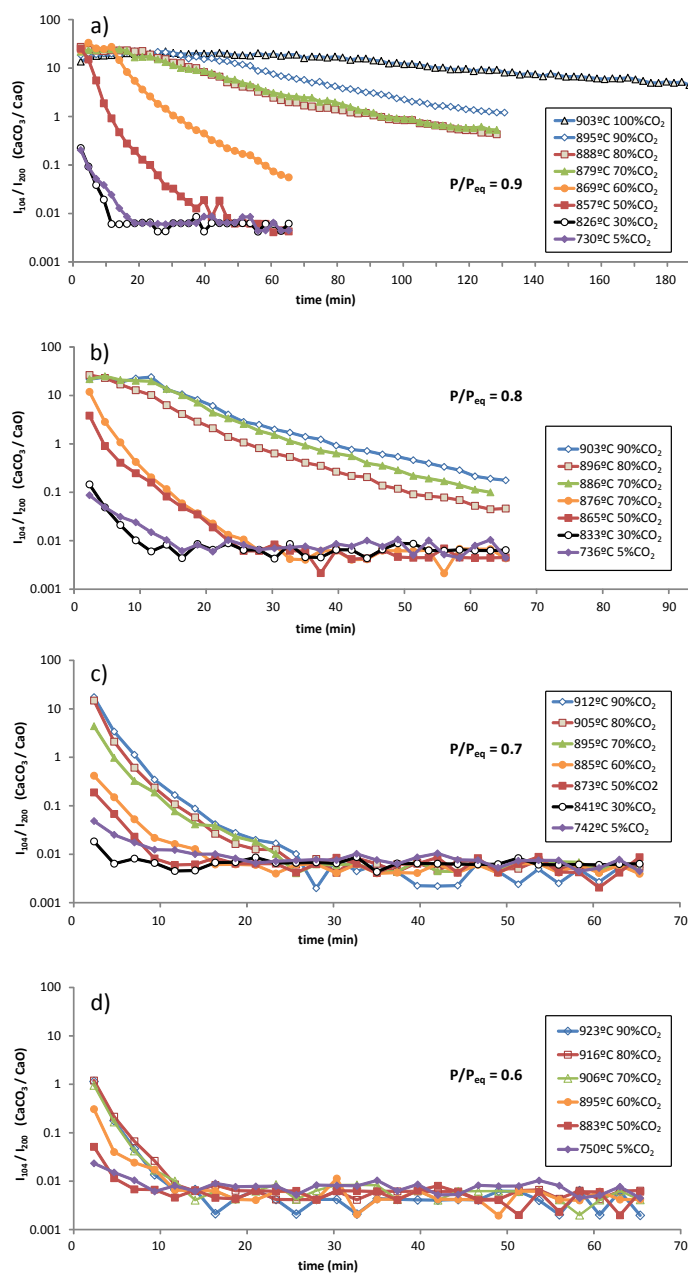 a)
100
10
1
0.1
0.01
0.001
I104 / I200 (CaCO3 / CaO)
P/Peq = 0.9
903ºC 100%CO2
895ºC 90%CO2
888ºC 80%CO2
879ºC 70%CO2
869ºC 60%CO2
857ºC 50%CO2
826ºC 30%CO2
730ºC 5%CO2
0 20 40 60 80 100 120 140 160 180
time (min)
b)
100
10
1
0.1
0.01
0.001
I104 / I200 (CaCO3 / CaO)
P/Peq = 0.8
903ºC 90%CO2
896ºC 80%CO2
886ºC 70%CO2
876ºC 70%CO2
865ºC 50%CO2
833ºC 30%CO2
736ºC 5%CO2
0 10 20 30 40 50 60 70 80 90
time (min)
c)
100
10
1
0.1
0.01
0.001
I104 / I200 (CaCO3 / CaO)
P/Peq = 0.7
912ºC 90%CO2
905ºC 80%CO2
895ºC 70%CO2
885ºC 60%CO2
873ºC 50%CO2
841ºC 30%CO2
742ºC 5%CO2
0 10 20 30 40 50 60 70
time (min)
d)
100
10
1
0.1
0.01
0.001
I104 / I200 (CaCO3 / CaO)
P/Peq = 0.6
923ºC 90%CO2
916ºC 80%CO2
906ºC 70%CO2
895ºC 60%CO2
883ºC 50%CO2
750ºC 5%CO2
0 10 20 30 40 50 60 70
time (min)